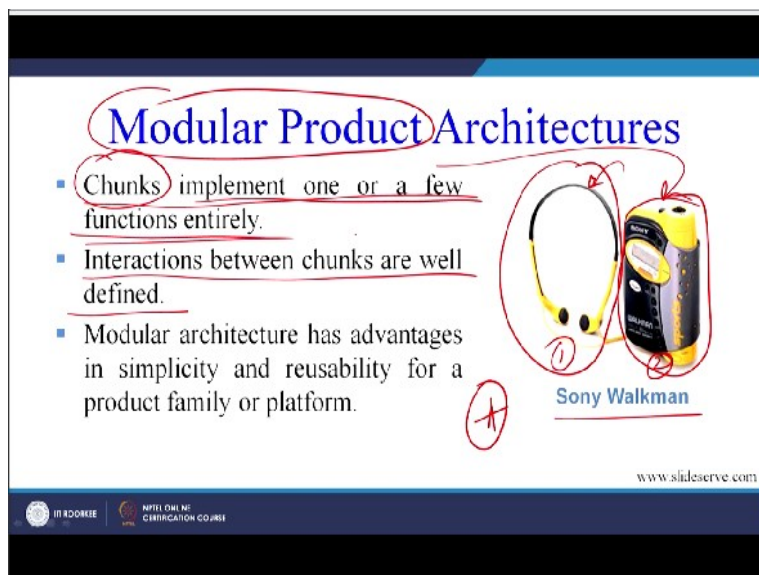 Modular Product Architectures
▪ Chunks implement one or a few
functions entirely.
▪ Interactions between chunks are well
defined.
▪ Modular architecture has advantages
in simplicity and reusability for a
product family or platform.
SONY
WALKMAN
1
2
Sony Walkman
www.slideserve.com
IIT ROORKEE
NPTEL ONLINE
CERTIFICATION COURSE